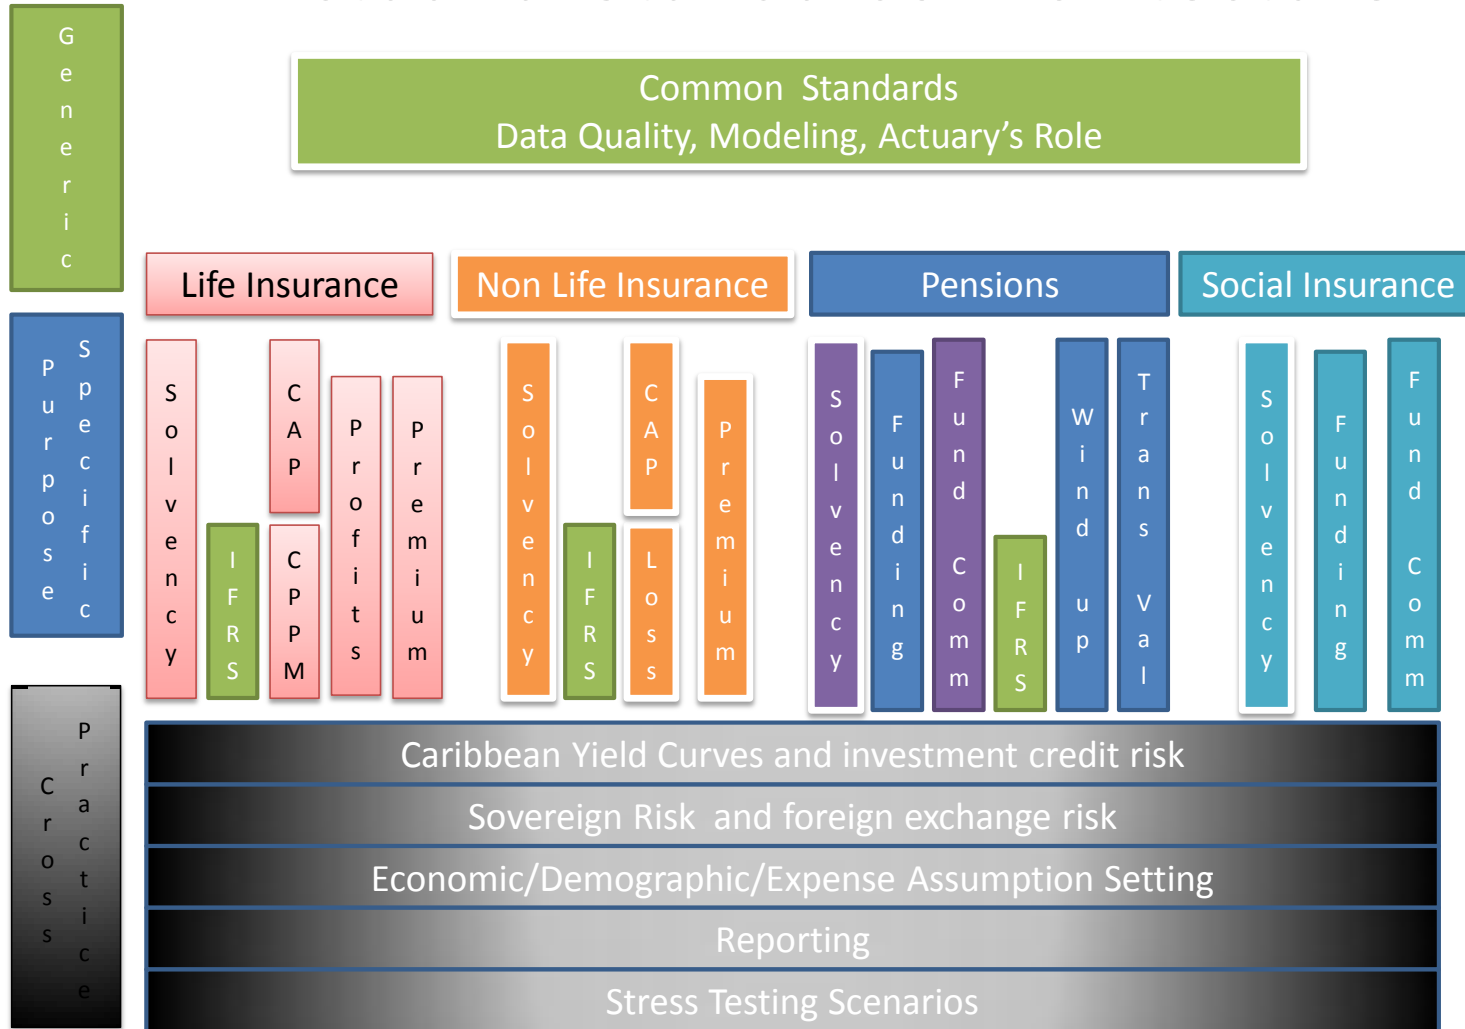 Generic
Common Standards
Data Quality, Modeling, Actuary's Role
Life Insurance
Non Life Insurance
Pensions
Social Insurance
Purpose
Specific
Solvency
IFRS
CAP
CPPM
Profits
Premium
Solvency
IFRS
CAP
Loss
Premium
Solvency
Funding
Fund Comm
IFRS
Wind up
Trans Val
Solvency
Funding
Fund Comm
Cross
Practice
Caribbean Yield Curves and investment credit risk
Sovereign Risk and foreign exchange risk
Economic/Demographic/Expense Assumption Setting
Reporting
Stress Testing Scenarios